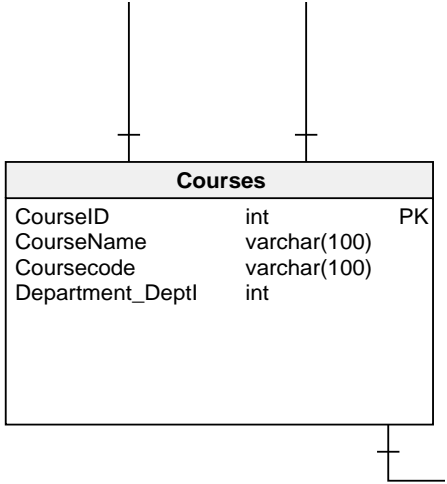 Courses
CourseID int PK
CourseName varchar(100)
Coursecode varchar(100)
Department_DeptI int